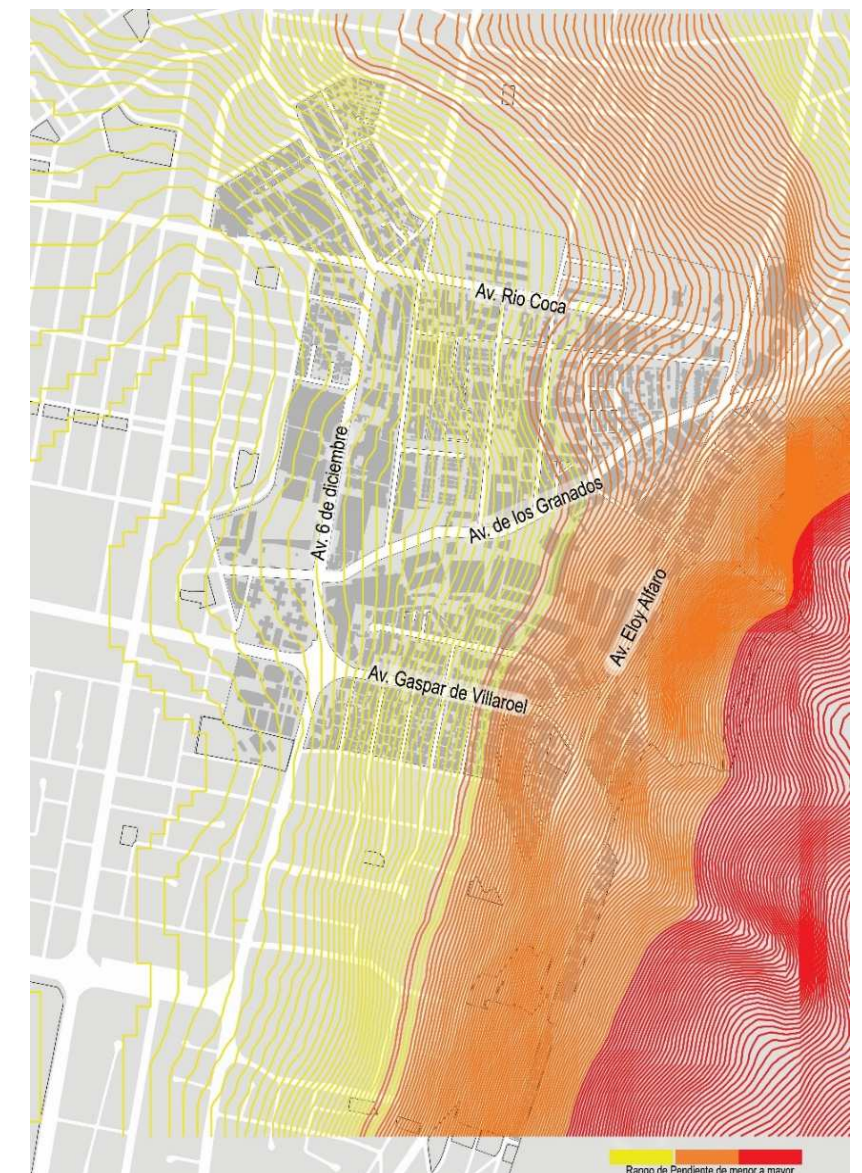 Av. Rio Coca
Av. 6 de diciembre
Av. de los Granados
Av. Eloy Alfaro
Av. Gaspar de Villaroel
Rango de Pendiente de menor a mayor